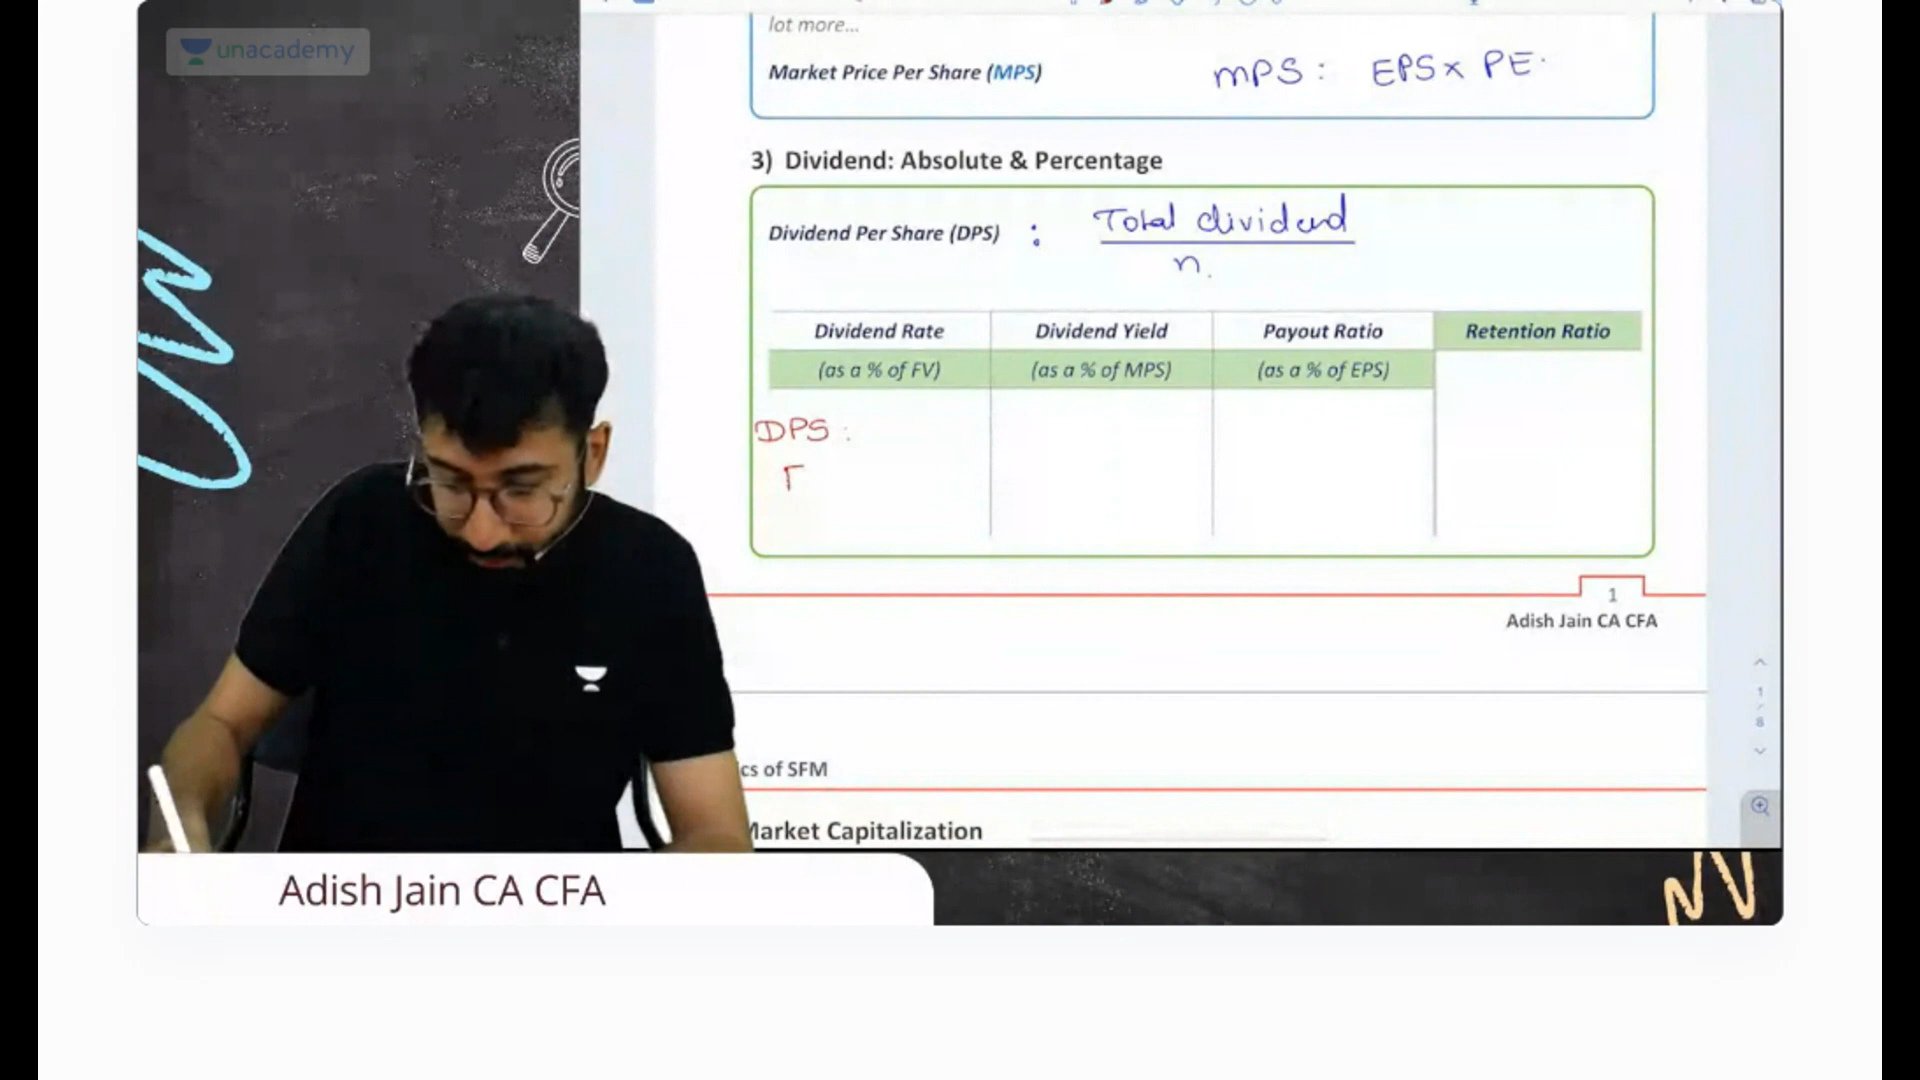 unacademy
lot more...
Market Price Per Share (MPS) MPS : EPS x PE.
3) Dividend: Absolute & Percentage
Dividend Per Share (DPS) : Total dividend
n.
Dividend Rate Dividend Yield Payout Ratio Retention Ratio
(as a % of FV) (as a % of MPS) (as a % of EPS)
DPS :
1
Adish Jain CA CFA
1
/
8
cs of SFM
Market Capitalization
Adish Jain CA CFA